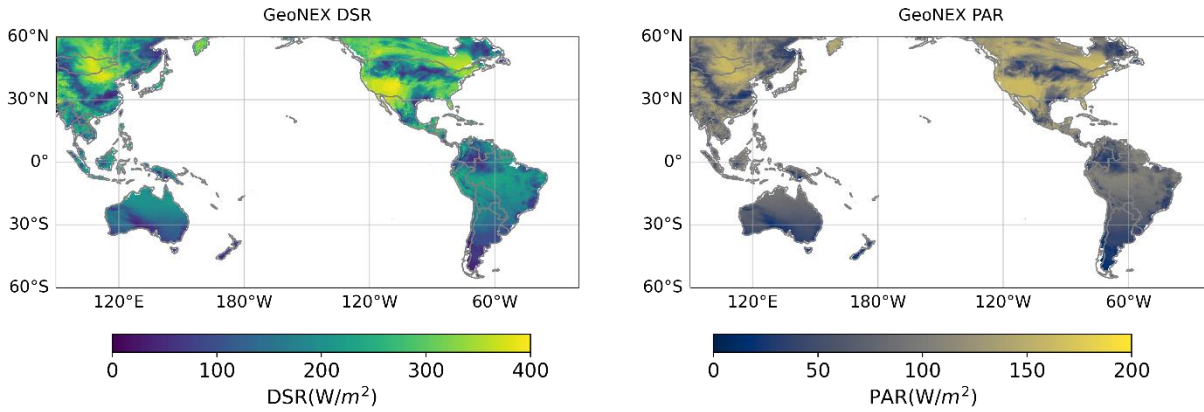 GeoNEX DSR
60°N
30°N
0°
30°S
60°S
120°E
180°W
120°W
60°W
0
100
200
300
400
DSR(W/m²)
GeoNEX PAR
60°N
30°N
0°
30°S
60°S
120°E
180°W
120°W
60°W
0
50
100
150
200
PAR(W/m²)